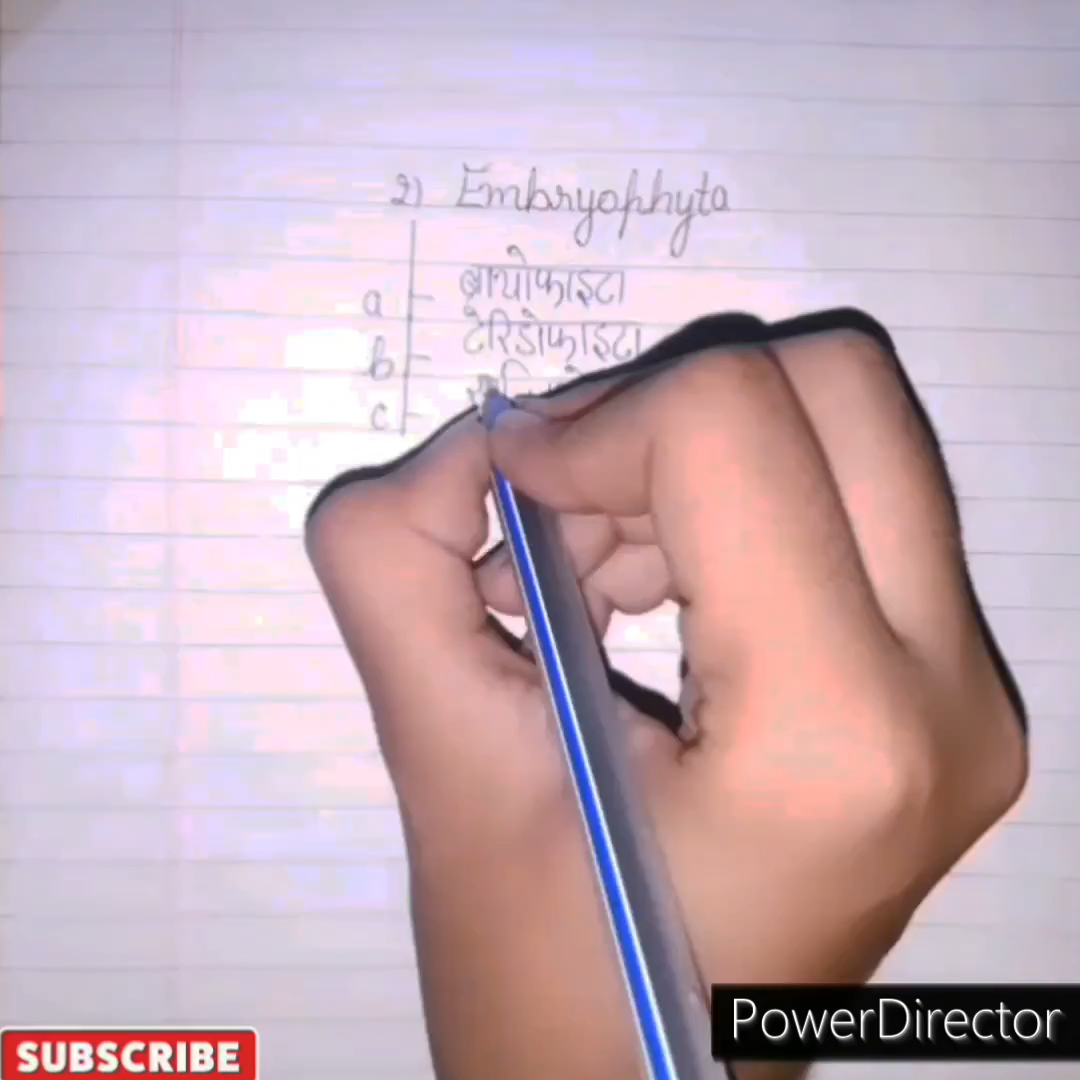 2) Embryophyta
a ब्रायोफाइटा
b टेरिडोफाइटा
c
SUBSCRIBE
PowerDirector